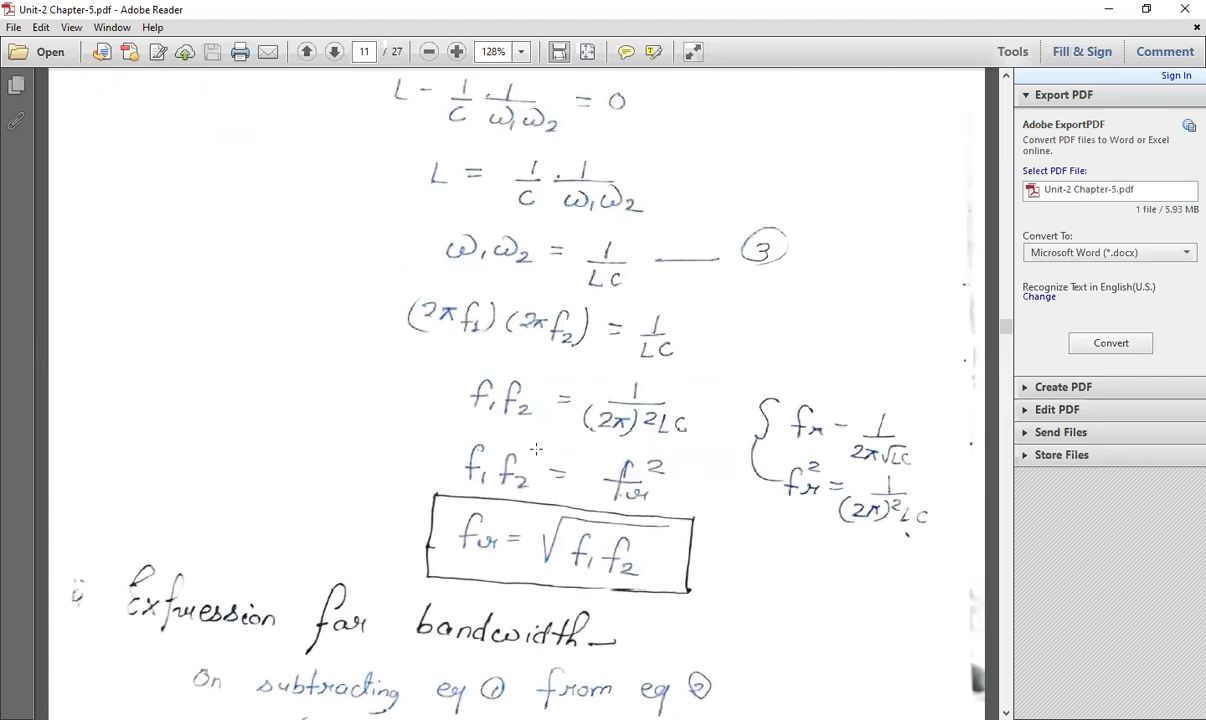 Unit-2 Chapter-5.pdf - Adobe Reader
File Edit View Window Help
Open 11 / 27 128% Tools Fill & Sign Comment
Sign In
Export PDF
Adobe ExportPDF
Convert PDF files to Word or Excel
online.
Select PDF File:
Unit-2 Chapter-5.pdf
1 file / 5.93 MB
Convert To:
Microsoft Word (*.docx)
Recognize Text in English(U.S.)
Change
Convert
Create PDF
Edit PDF
Send Files
Store Files
L - 1/C . 1/ω₁ω₂ = 0
L = 1/C . 1/ω₁ω₂
ω₁ω₂ = 1/LC —— ③
(2πf₁) (2πf₂) = 1/LC
f₁f₂ = 1/(2π)²LC
f₁f₂ = fr²
{ fr - 1/2π√LC
fr² = 1/(2π)²LC
fr = √f₁f₂
ii Expression for bandwidth—
On subtracting eq ① from eq ②